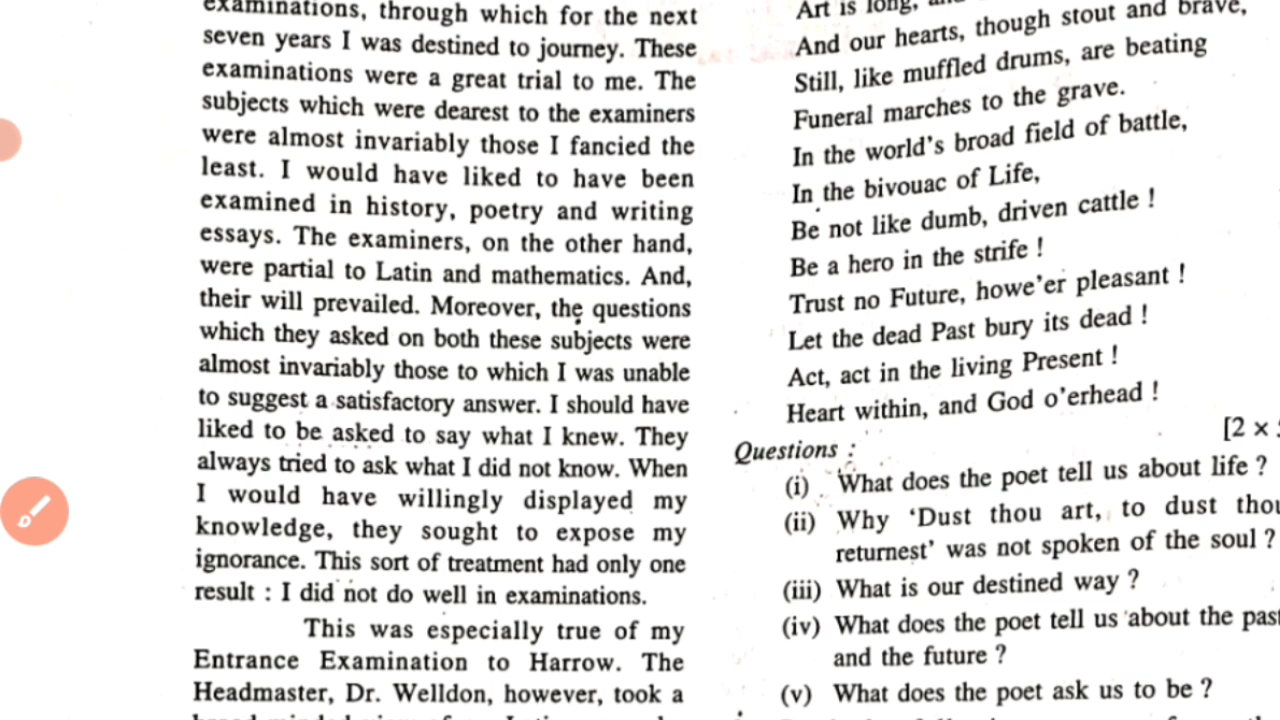 examinations, through which for the next
seven years I was destined to journey. These
examinations were a great trial to me. The
subjects which were dearest to the examiners
were almost invariably those I fancied the
least. I would have liked to have been
examined in history, poetry and writing
essays. The examiners, on the other hand,
were partial to Latin and mathematics. And,
their will prevailed. Moreover, the questions
which they asked on both these subjects were
almost invariably those to which I was unable
to suggest a satisfactory answer. I should have
liked to be asked to say what I knew. They
always tried to ask what I did not know. When
I would have willingly displayed my
knowledge, they sought to expose my
ignorance. This sort of treatment had only one
result : I did not do well in examinations.
This was especially true of my
Entrance Examination to Harrow. The
Headmaster, Dr. Welldon, however, took a
Art is long,
And our hearts, though stout and brave,
Still, like muffled drums, are beating
Funeral marches to the grave.
In the world's broad field of battle,
In the bivouac of Life,
Be not like dumb, driven cattle !
Be a hero in the strife !
Trust no Future, howe'er pleasant !
Let the dead Past bury its dead !
Act, act in the living Present !
Heart within, and God o'erhead !
[2 ×
Questions :
(i) What does the poet tell us about life ?
(ii) Why 'Dust thou art, to dust thou
returnest' was not spoken of the soul ?
(iii) What is our destined way ?
(iv) What does the poet tell us about the past
and the future ?
(v) What does the poet ask us to be ?